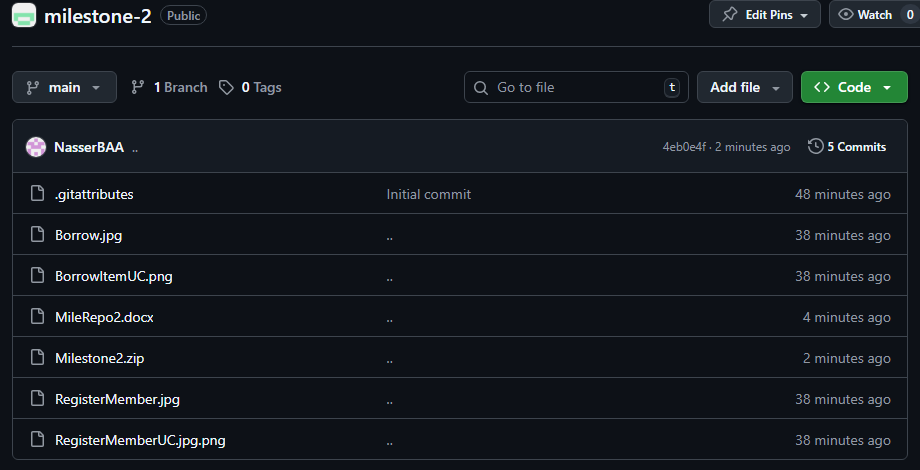 milestone-2 Public Edit Pins Watch 0
main 1 Branch 0 Tags Go to file t Add file Code
NasserBAA .. 4eb0e4f · 2 minutes ago 5 Commits
.gitattributes Initial commit 48 minutes ago
Borrow.jpg .. 38 minutes ago
BorrowItemUC.png .. 38 minutes ago
MileRepo2.docx .. 4 minutes ago
Milestone2.zip .. 2 minutes ago
RegisterMember.jpg .. 38 minutes ago
RegisterMemberUC.jpg.png .. 38 minutes ago